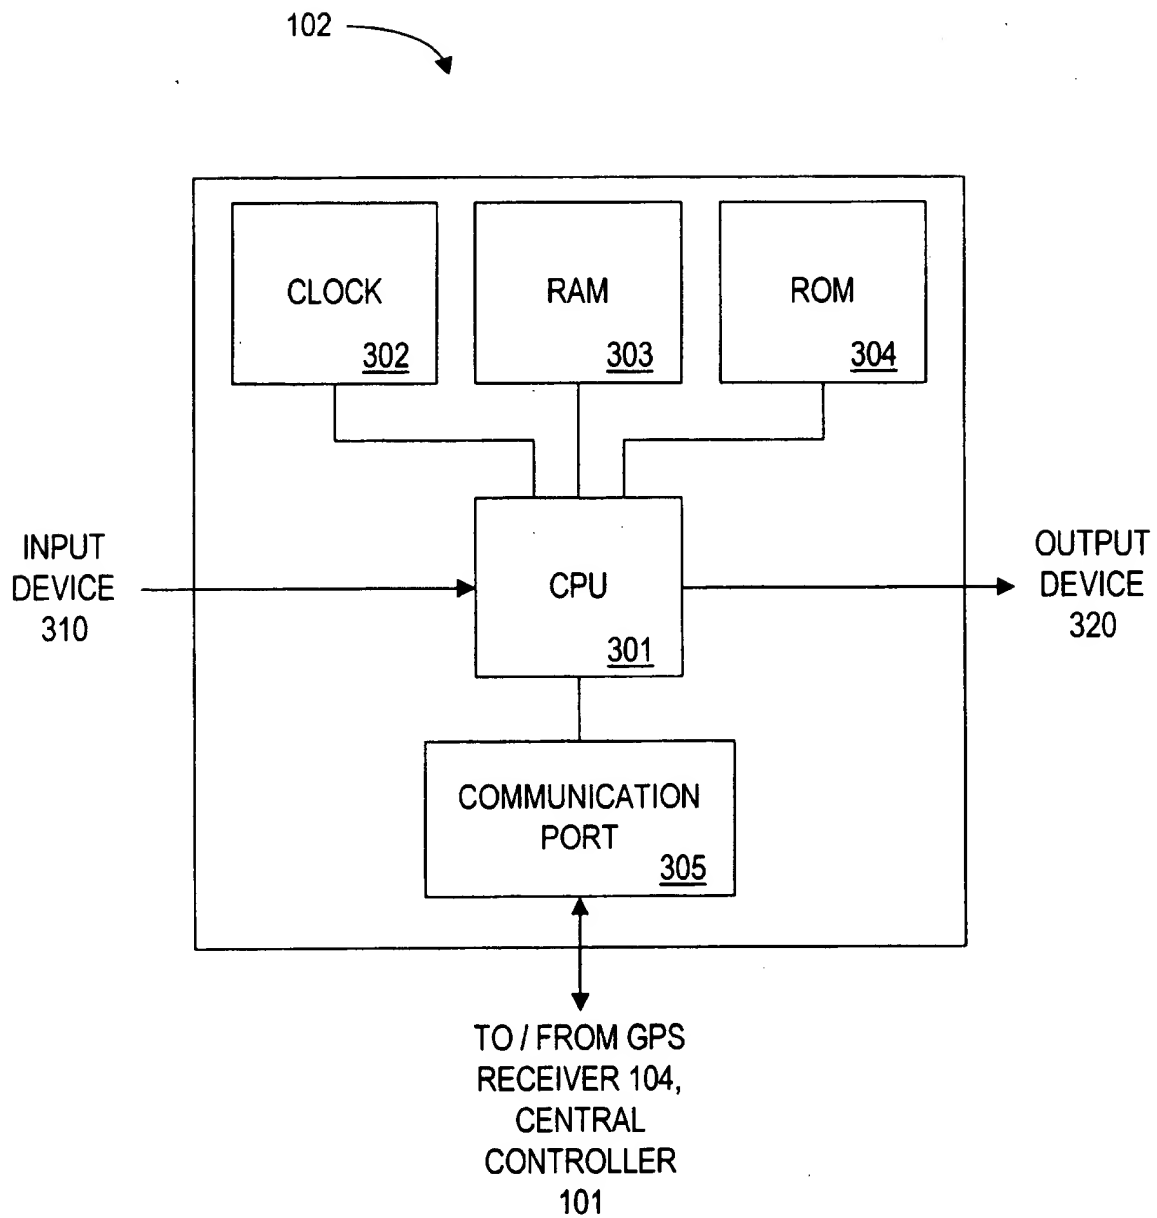 102
CLOCK
302
RAM
303
ROM
304
INPUT
DEVICE
310
CPU
301
OUTPUT
DEVICE
320
COMMUNICATION
PORT
305
TO / FROM GPS
RECEIVER 104,
CENTRAL
CONTROLLER
101